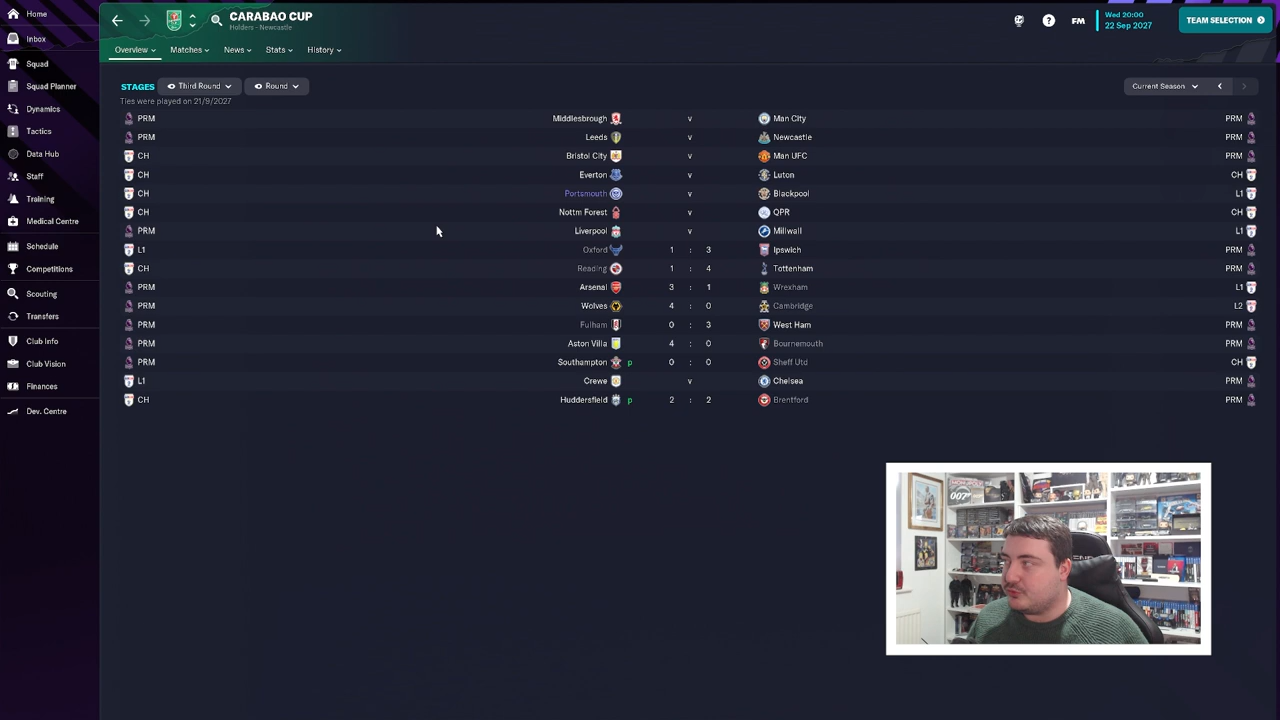 Home
Inbox
Squad
Squad Planner
Dynamics
Tactics
Data Hub
Staff
Training
Medical Centre
Schedule
Competitions
Scouting
Transfers
Club Info
Club Vision
Finances
Dev. Centre
CARABAO CUP
Holders - Newcastle
? FM Wed 20:00
22 Sep 2027
TEAM SELECTION
Overview Matches News Stats History
STAGES Third Round Round Current Season
Ties were played on 21/9/2027
PRM Middlesbrough v Man City PRM
PRM Leeds v Newcastle PRM
CH Bristol City v Man UFC PRM
CH Everton v Luton CH
CH Portsmouth v Blackpool L1
CH Nottm Forest v QPR CH
PRM Liverpool v Millwall L1
L1 Oxford 1 : 3 Ipswich PRM
CH Reading 1 : 4 Tottenham PRM
PRM Arsenal 3 : 1 Wrexham L1
PRM Wolves 4 : 0 Cambridge L2
PRM Fulham 0 : 3 West Ham PRM
PRM Aston Villa 4 : 0 Bournemouth PRM
PRM Southampton p 0 : 0 Sheff Utd CH
L1 Crewe v Chelsea PRM
CH Huddersfield p 2 : 2 Brentford PRM
MONOPOLY
007